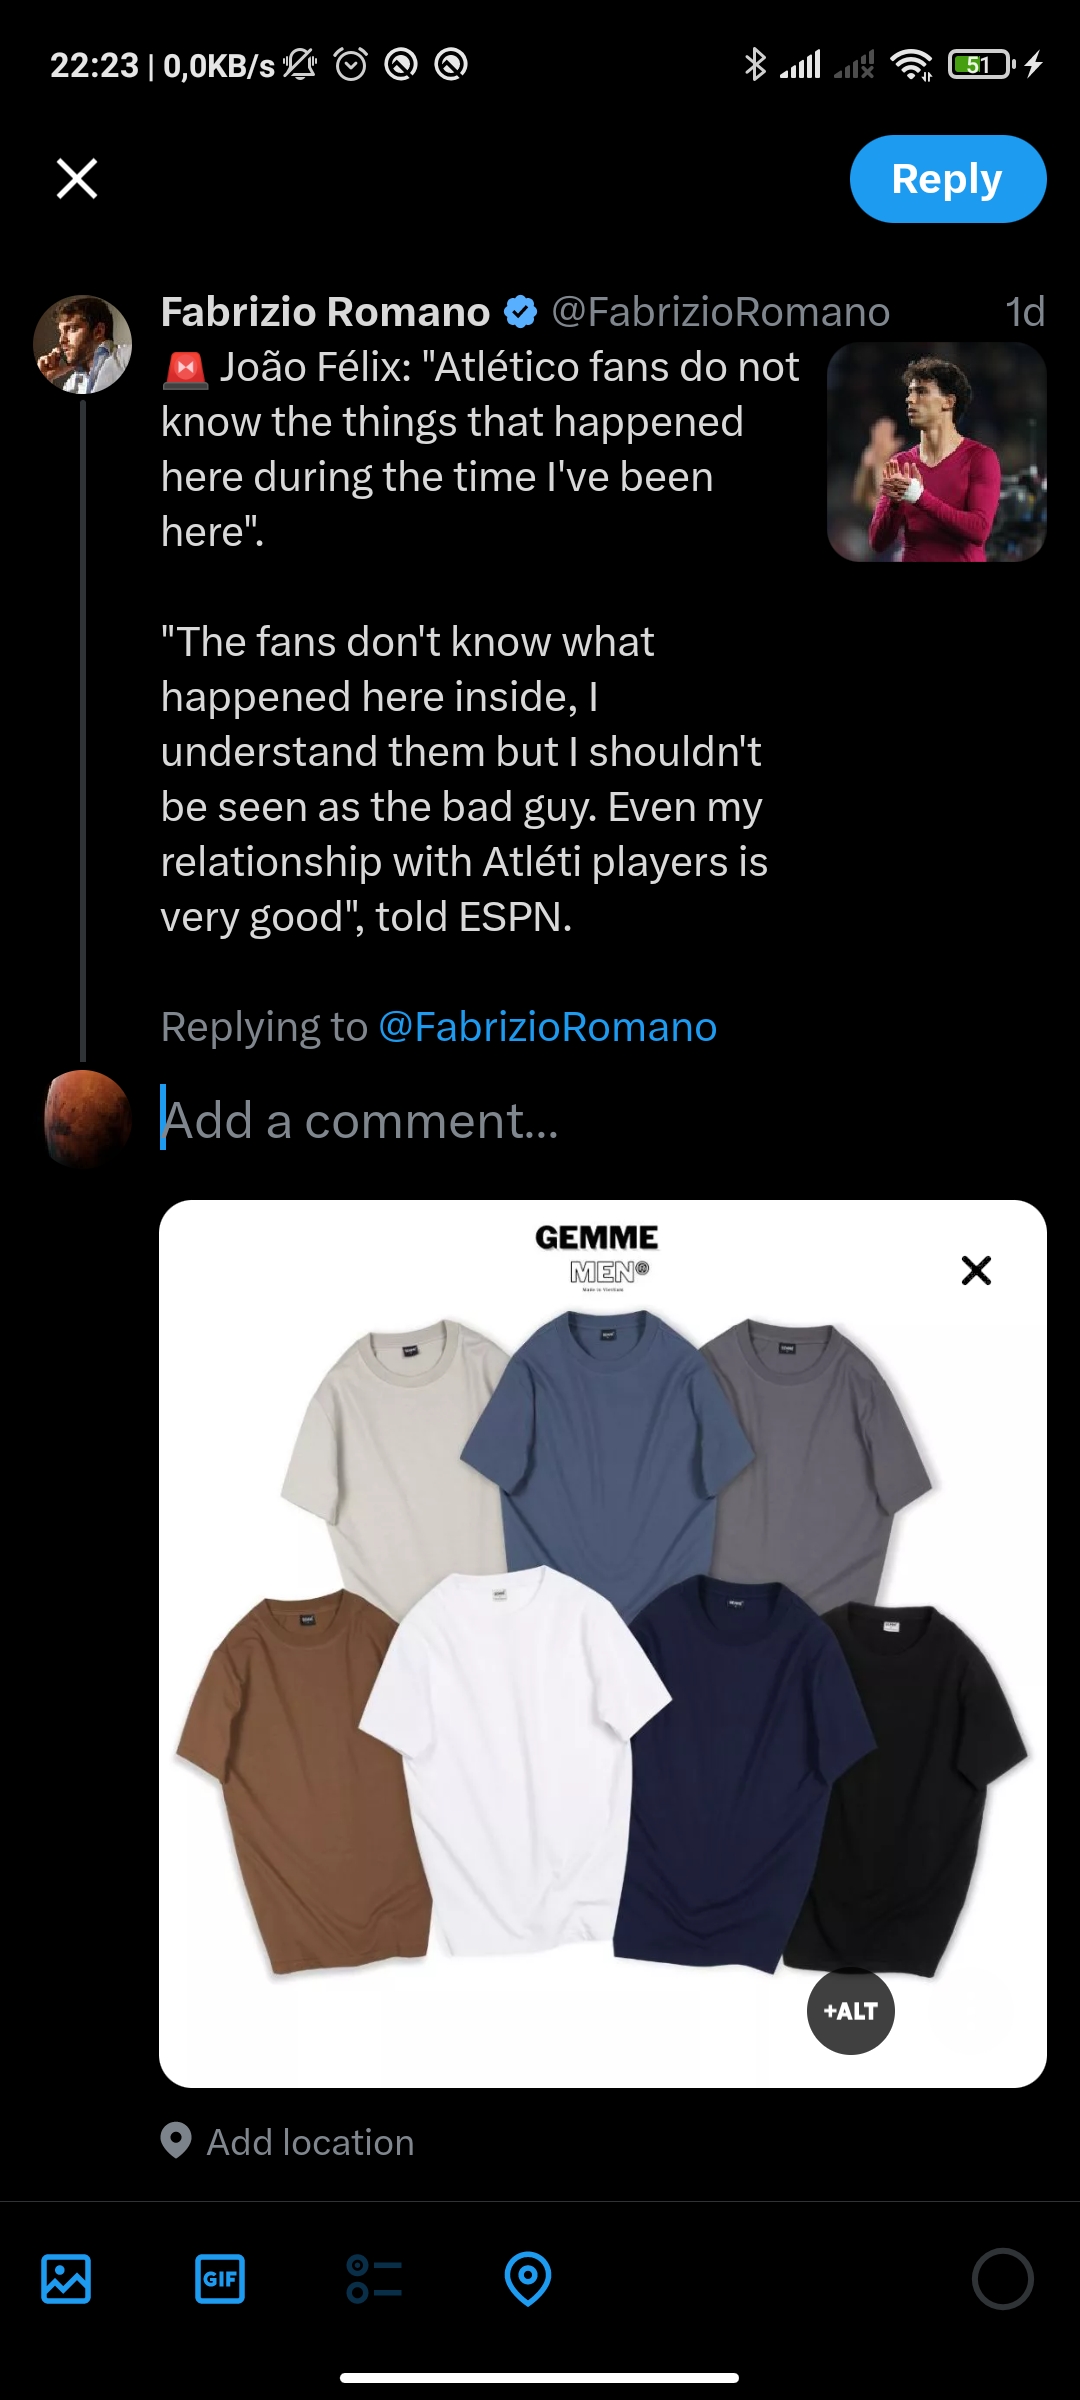 22:23 | 0,0KB/s
51
Reply
Fabrizio Romano @FabrizioRomano 1d
João Félix: "Atlético fans do not
know the things that happened
here during the time I've been
here".
"The fans don't know what
happened here inside, I
understand them but I shouldn't
be seen as the bad guy. Even my
relationship with Atléti players is
very good", told ESPN.
Replying to @FabrizioRomano
Add a comment...
GEMME
MEN
Made in Vietnam
+ALT
Add location
GIF